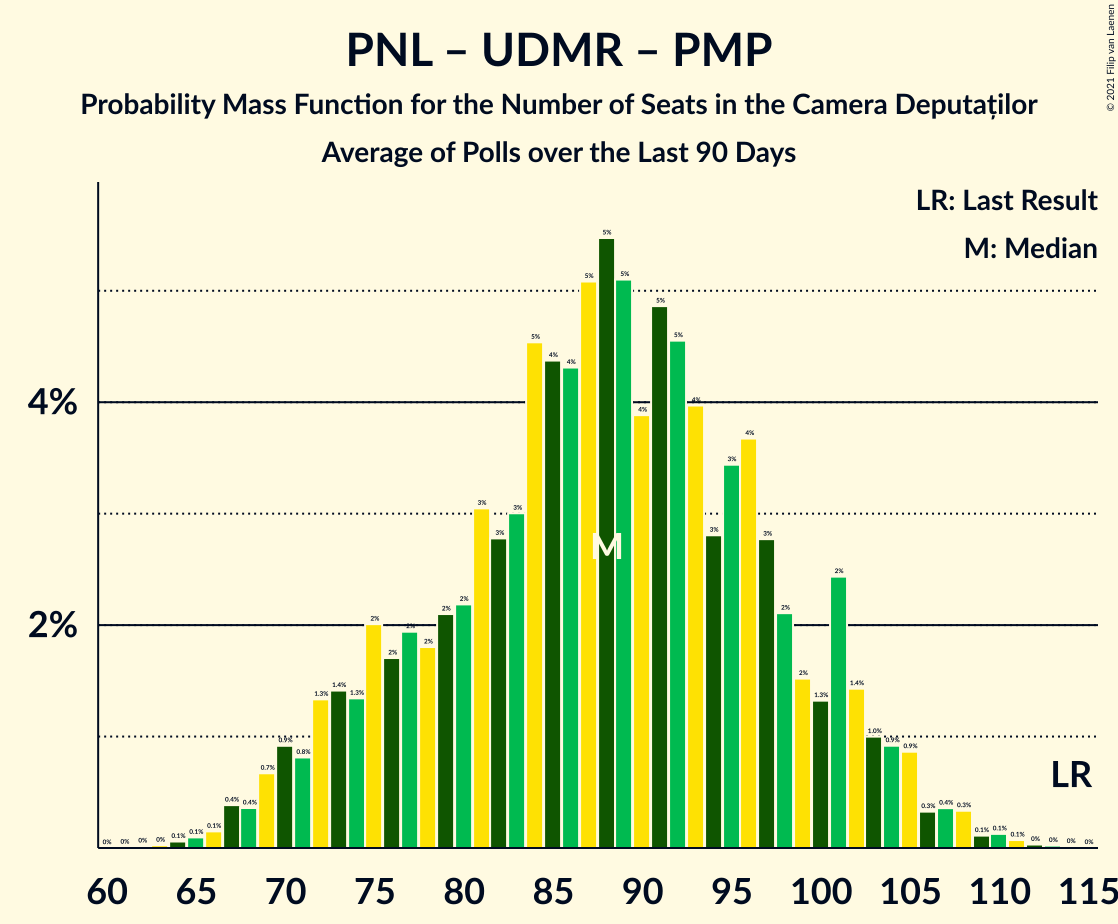 PNL – UDMR – PMP
Probability Mass Function for the Number of Seats in the Camera Deputaților
Average of Polls over the Last 90 Days
© 2021 Filip van Laenen
LR: Last Result
M: Median
4%
2%
0% 0% 0% 0% 0.1% 0.1% 0.1% 0.4% 0.4% 0.7% 0.9% 0.8% 1.3% 1.4% 1.3% 2% 2% 2% 2% 2% 2% 3% 3% 3% 5% 4% 4% 5% 5% 5% 4% 5% 5% 4% 3% 3% 4% 3% 2% 2% 1.3% 2% 1.4% 1.0% 0.9% 0.9% 0.3% 0.4% 0.3% 0.1% 0.1% 0.1% 0% 0% 0% 0%
M
LR
60 65 70 75 80 85 90 95 100 105 110 115